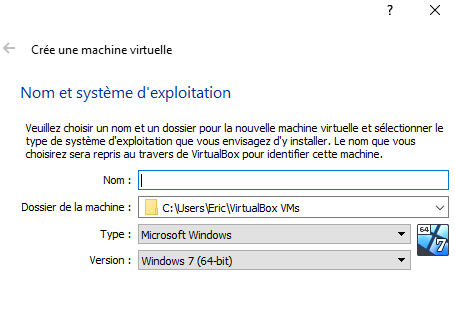 ?
Crée une machine virtuelle
Nom et système d'exploitation
Veuillez choisir un nom et un dossier pour la nouvelle machine virtuelle et sélectionner le
type de système d'exploitation que vous envisagez d'y installer. Le nom que vous
choisirez sera repris au travers de VirtualBox pour identifier cette machine.
Nom :
Dossier de la machine : C:\Users\Eric\VirtualBox VMs
Type : Microsoft Windows
64
7
Version : Windows 7 (64-bit)